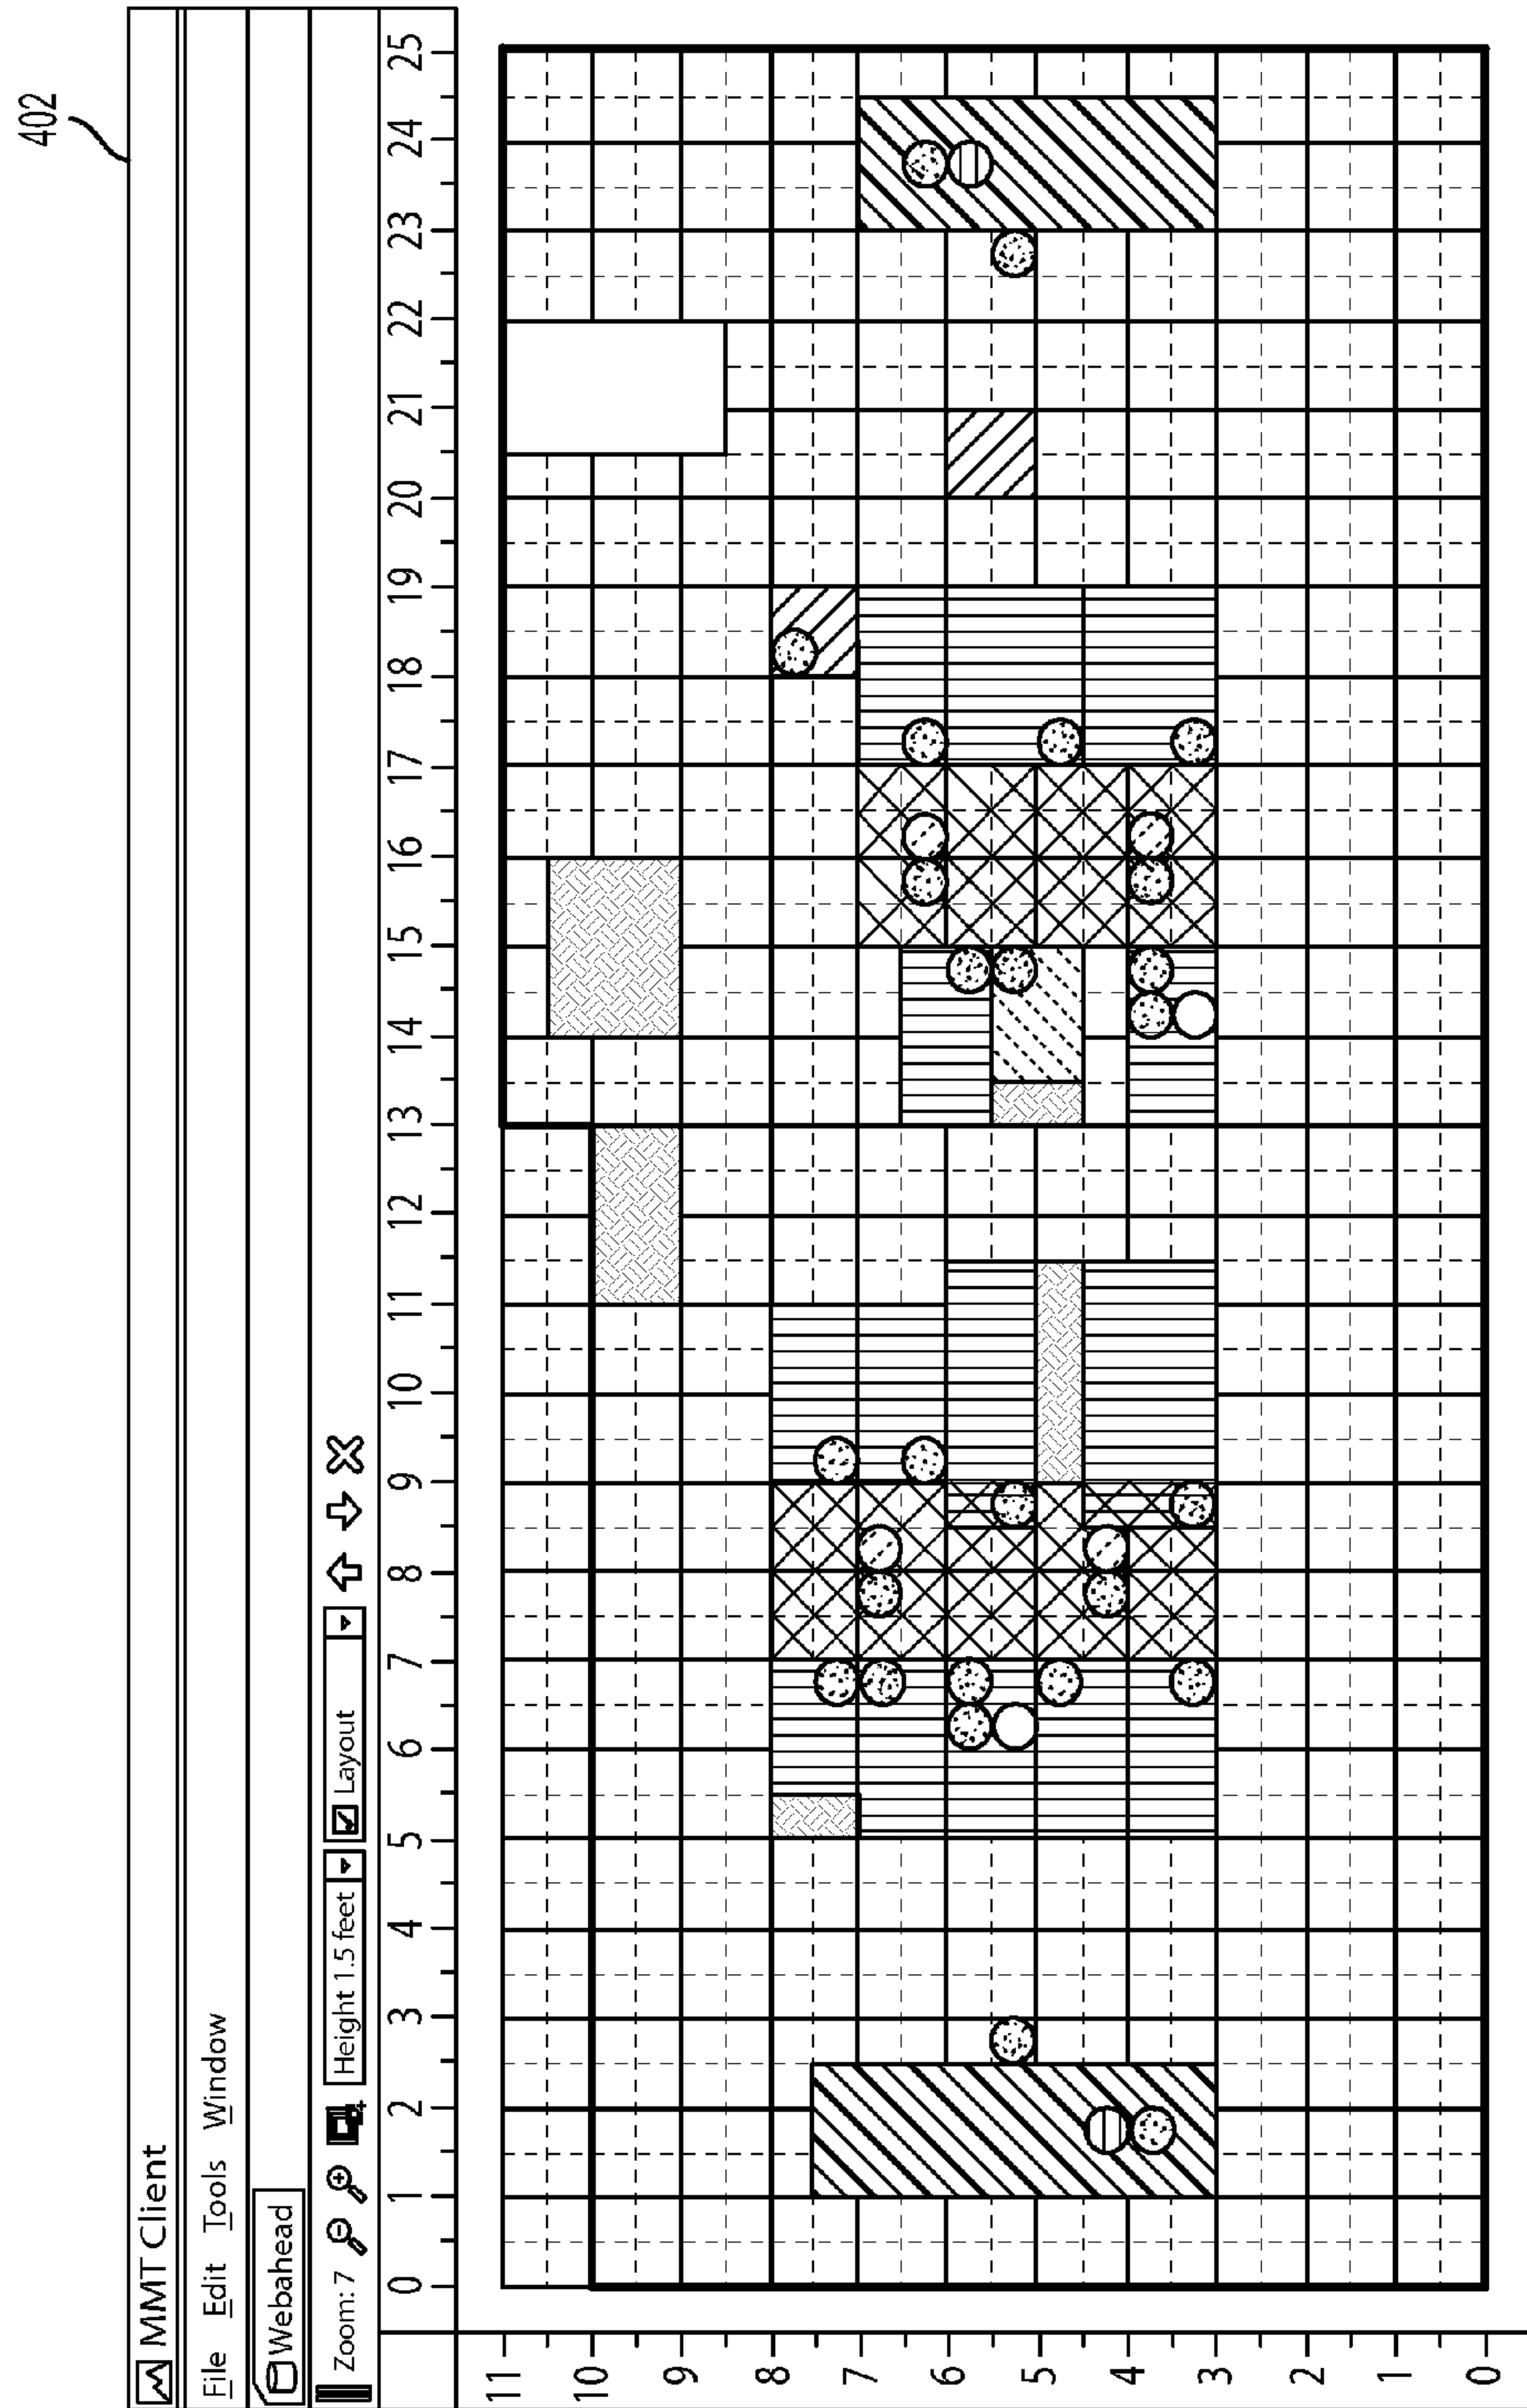 402
MMT Client
File Edit Tools Window
Webahead
Zoom: 7 Height 1.5 feet Layout
0 1 2 3 4 5 6 7 8 9 10 11 12 13 14 15 16 17 18 19 20 21 22 23 24 25
11
10
9
8
7
6
5
4
3
2
1
0